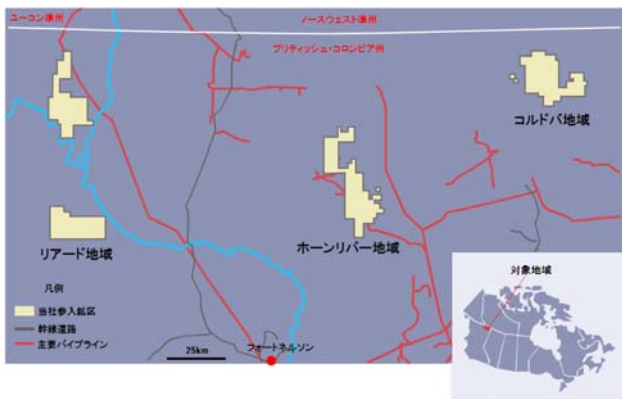 ユーコン準州
ノースウェスト準州
ブリティッシュ・コロンビア州
コルドバ地域
ホーンリバー地域
リアード地域
対象地域
凡例
当社参入鉱区
幹線道路
主要パイプライン
25km
フォートネルソン